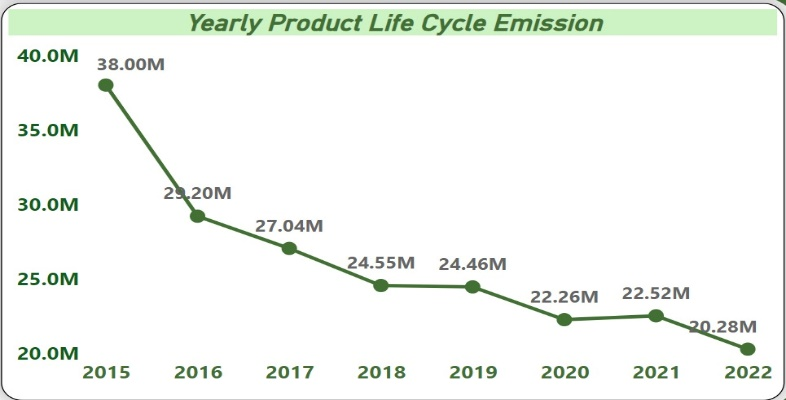 Yearly Product Life Cycle Emission
40.0M
38.00M
35.0M
29.20M
30.0M
27.04M
24.55M
24.46M
25.0M
22.26M
22.52M
20.28M
20.0M
2015 2016 2017 2018 2019 2020 2021 2022